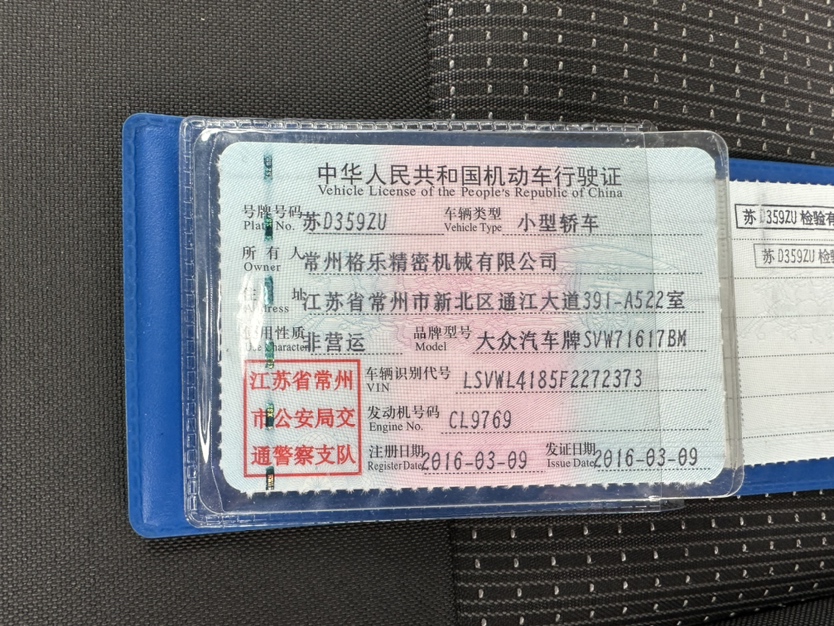 中华人民共和国机动车行驶证
Vehicle License of the People's Republic of China
号牌号码 苏D359ZU 车辆类型 小型轿车
Plate No. Vehicle Type
所有人 常州格乐精密机械有限公司
Owner
住址 江苏省常州市新北区通江大道391-A522室
Address
使用性质 非营运 品牌型号 大众汽车牌SVW71617BM
Use Character Model
江苏省常州
市公安局交
通警察支队
车辆识别代号 LSVWL4185F2272373
VIN
发动机号码 CL9769
Engine No.
注册日期 2016-03-09 发证日期 2016-03-09
Register Date Issue Date
苏D359ZU 检验有
苏D359ZU 检验